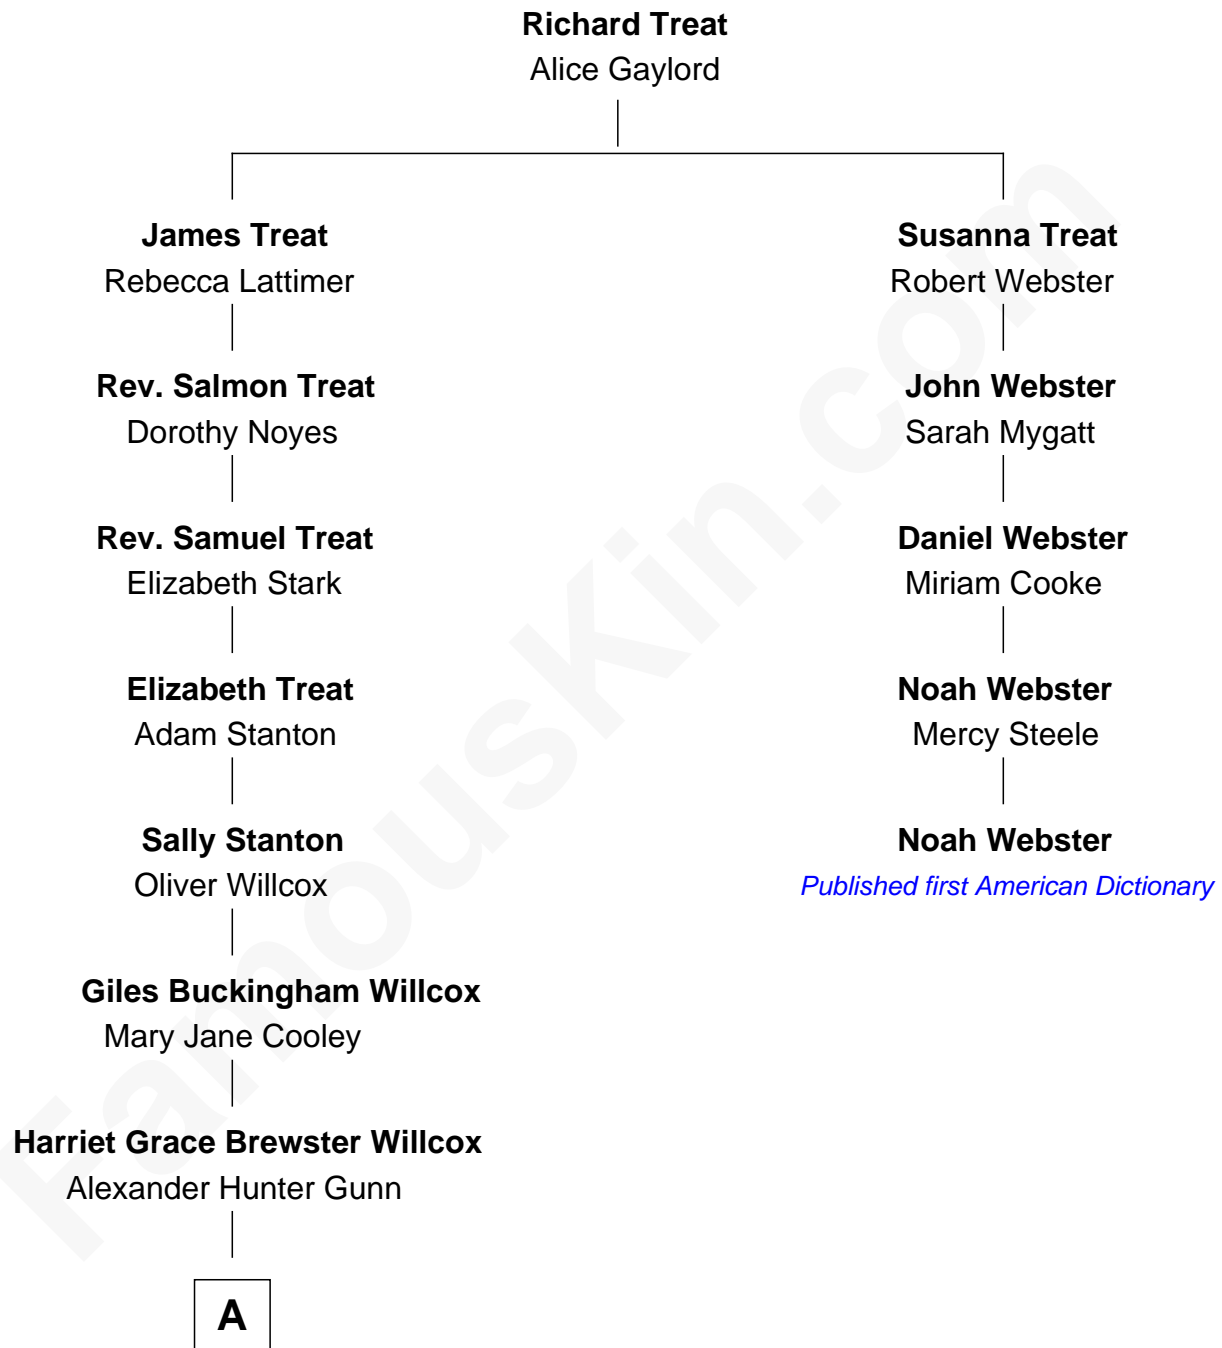 Richard Treat
Alice Gaylord
James Treat
Rebecca Lattimer
Susanna Treat
Robert Webster
Rev. Salmon Treat
Dorothy Noyes
John Webster
Sarah Mygatt
Rev. Samuel Treat
Elizabeth Stark
Daniel Webster
Miriam Cooke
Elizabeth Treat
Adam Stanton
Noah Webster
Mercy Steele
Sally Stanton
Oliver Willcox
Noah Webster
Published first American Dictionary
Giles Buckingham Willcox
Mary Jane Cooley
Harriet Grace Brewster Willcox
Alexander Hunter Gunn
A
FamousKin.com